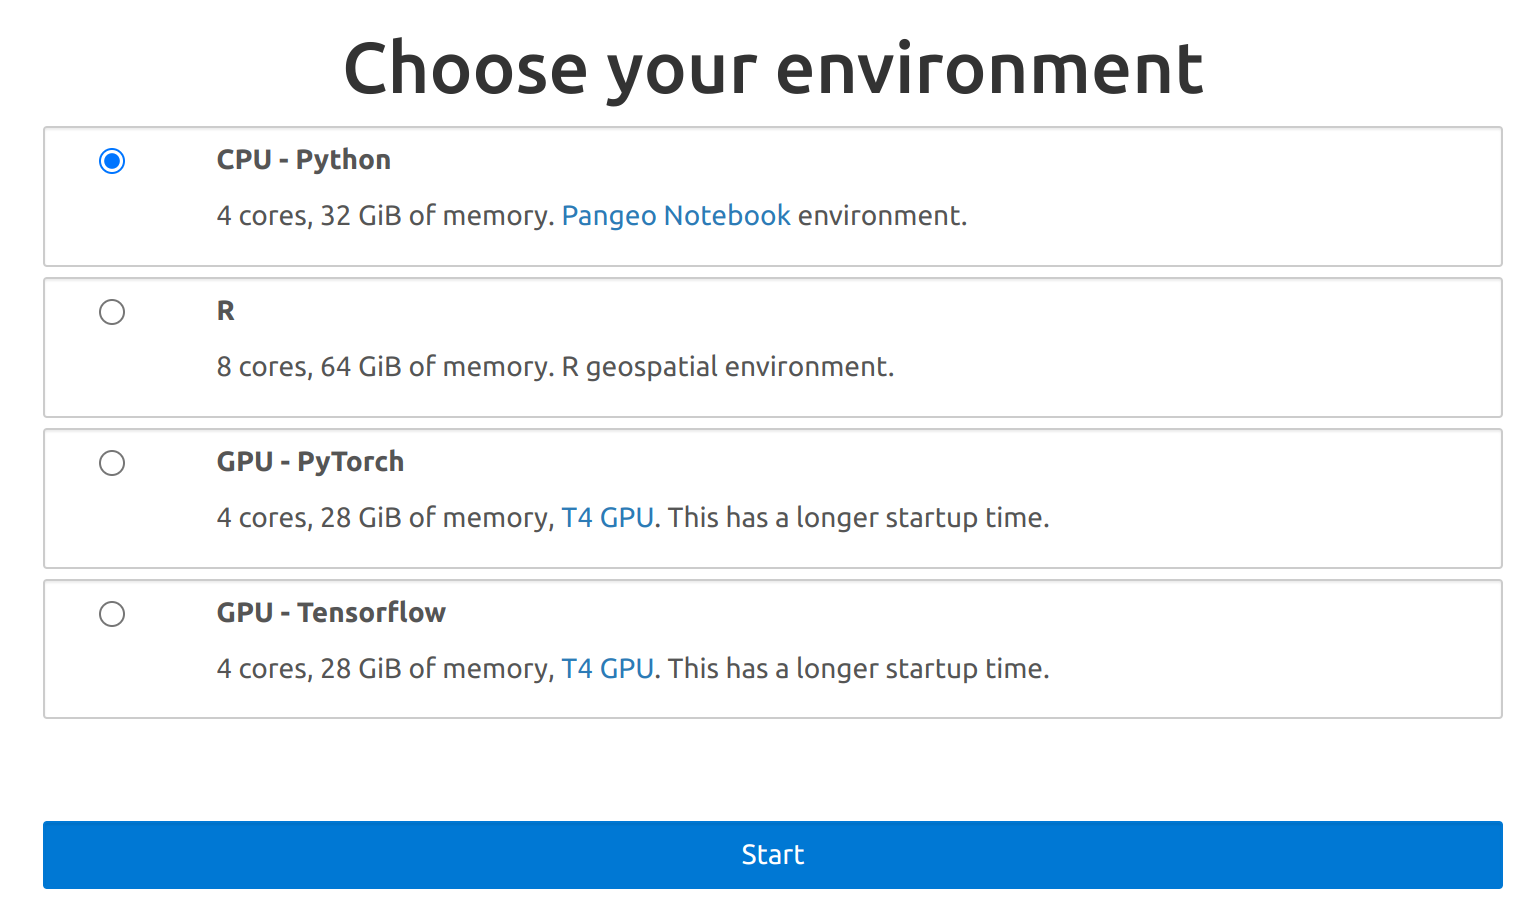 Choose your environment
CPU - Python
4 cores, 32 GiB of memory. Pangeo Notebook environment.
R
8 cores, 64 GiB of memory. R geospatial environment.
GPU - PyTorch
4 cores, 28 GiB of memory, T4 GPU. This has a longer startup time.
GPU - Tensorflow
4 cores, 28 GiB of memory, T4 GPU. This has a longer startup time.
Start